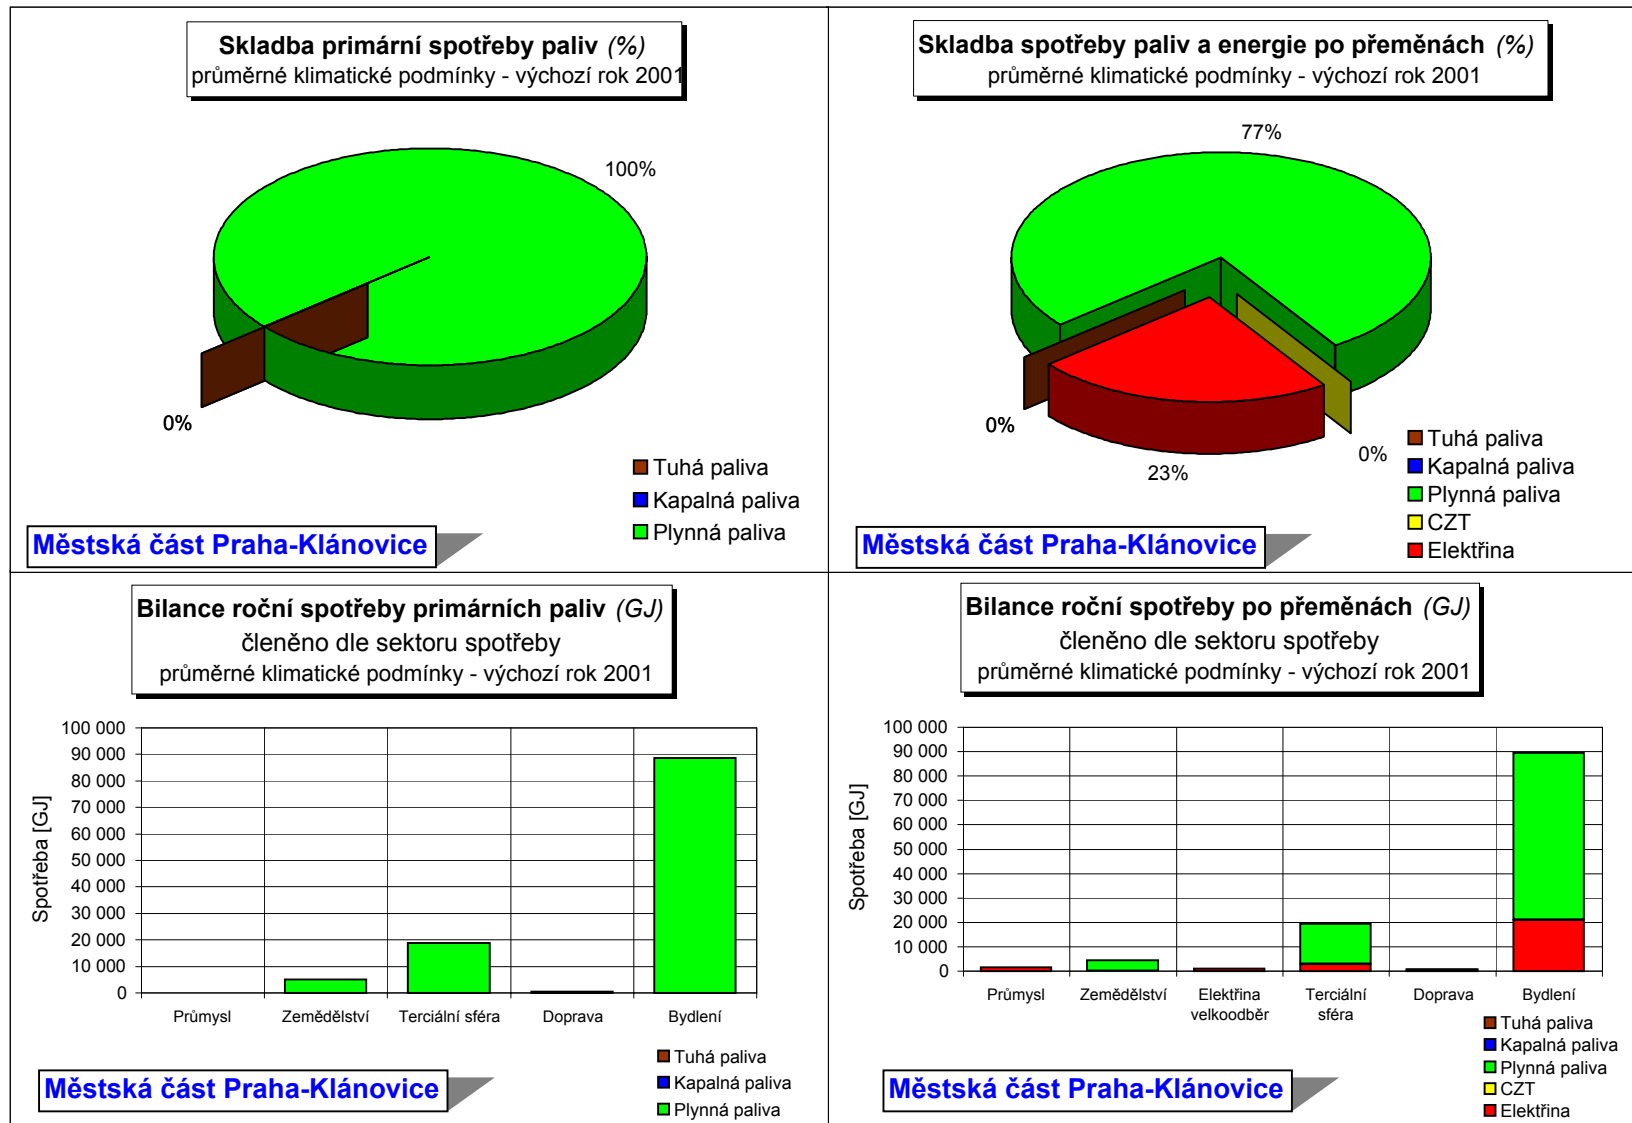 Skladba primární spotřeby paliv (%)
průměrné klimatické podmínky - výchozí rok 2001
100%
0%
Tuhá paliva
Kapalná paliva
Plynná paliva
Městská část Praha-Klánovice
Skladba spotřeby paliv a energie po přeměnách (%)
průměrné klimatické podmínky - výchozí rok 2001
77%
0%
23%
0%
Tuhá paliva
Kapalná paliva
Plynná paliva
CZT
Elektřina
Městská část Praha-Klánovice
Bilance roční spotřeby primárních paliv (GJ)
členěno dle sektoru spotřeby
průměrné klimatické podmínky - výchozí rok 2001
Spotřeba [GJ]
100 000
90 000
80 000
70 000
60 000
50 000
40 000
30 000
20 000
10 000
0
Průmysl Zemědělství Terciální sféra Doprava Bydlení
Tuhá paliva
Kapalná paliva
Plynná paliva
Městská část Praha-Klánovice
Bilance roční spotřeby po přeměnách (GJ)
členěno dle sektoru spotřeby
průměrné klimatické podmínky - výchozí rok 2001
Spotřeba [GJ]
100 000
90 000
80 000
70 000
60 000
50 000
40 000
30 000
20 000
10 000
0
Průmysl Zemědělství Elektřina Terciální Doprava Bydlení
velkoodběr sféra
Tuhá paliva
Kapalná paliva
Plynná paliva
CZT
Elektřina
Městská část Praha-Klánovice